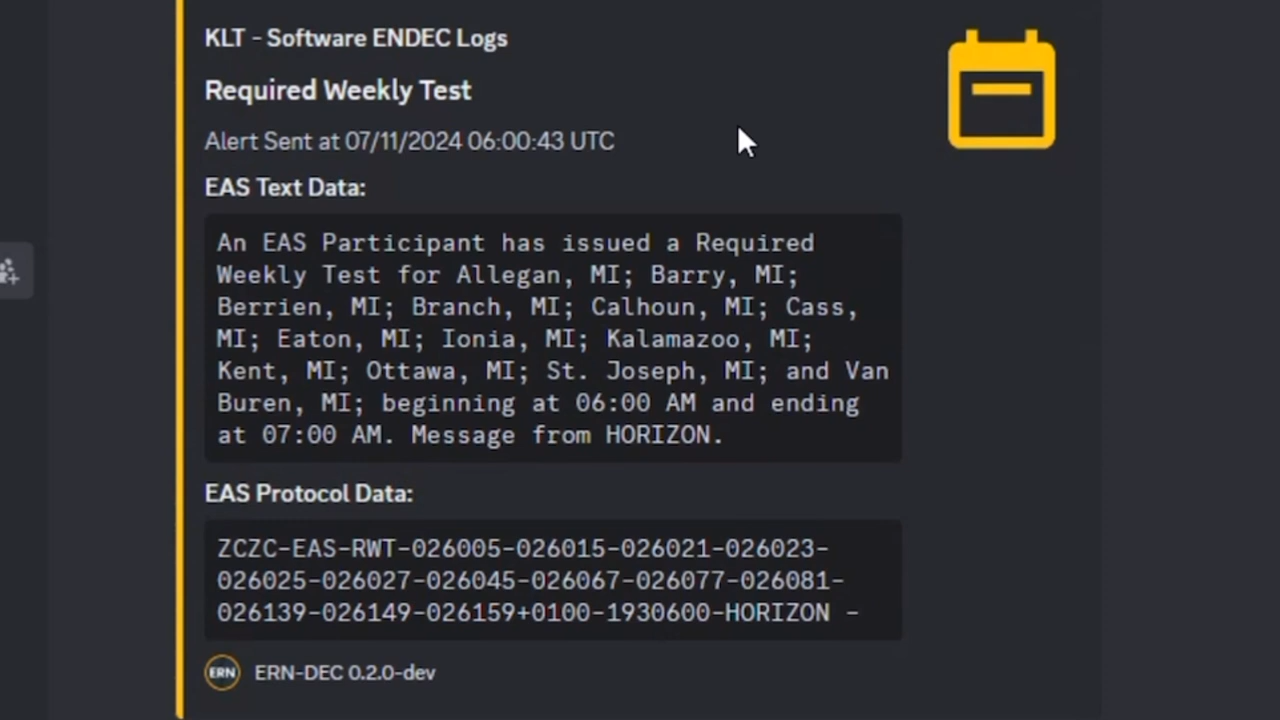 KLT - Software ENDEC Logs
Required Weekly Test
Alert Sent at 07/11/2024 06:00:43 UTC
EAS Text Data:
An EAS Participant has issued a Required
Weekly Test for Allegan, MI; Barry, MI;
Berrien, MI; Branch, MI; Calhoun, MI; Cass,
MI; Eaton, MI; Ionia, MI; Kalamazoo, MI;
Kent, MI; Ottawa, MI; St. Joseph, MI; and Van
Buren, MI; beginning at 06:00 AM and ending
at 07:00 AM. Message from HORIZON.
EAS Protocol Data:
ZCZC-EAS-RWT-026005-026015-026021-026023-
026025-026027-026045-026067-026077-026081-
026139-026149-026159+0100-1930600-HORIZON -
ERN ERN-DEC 0.2.0-dev